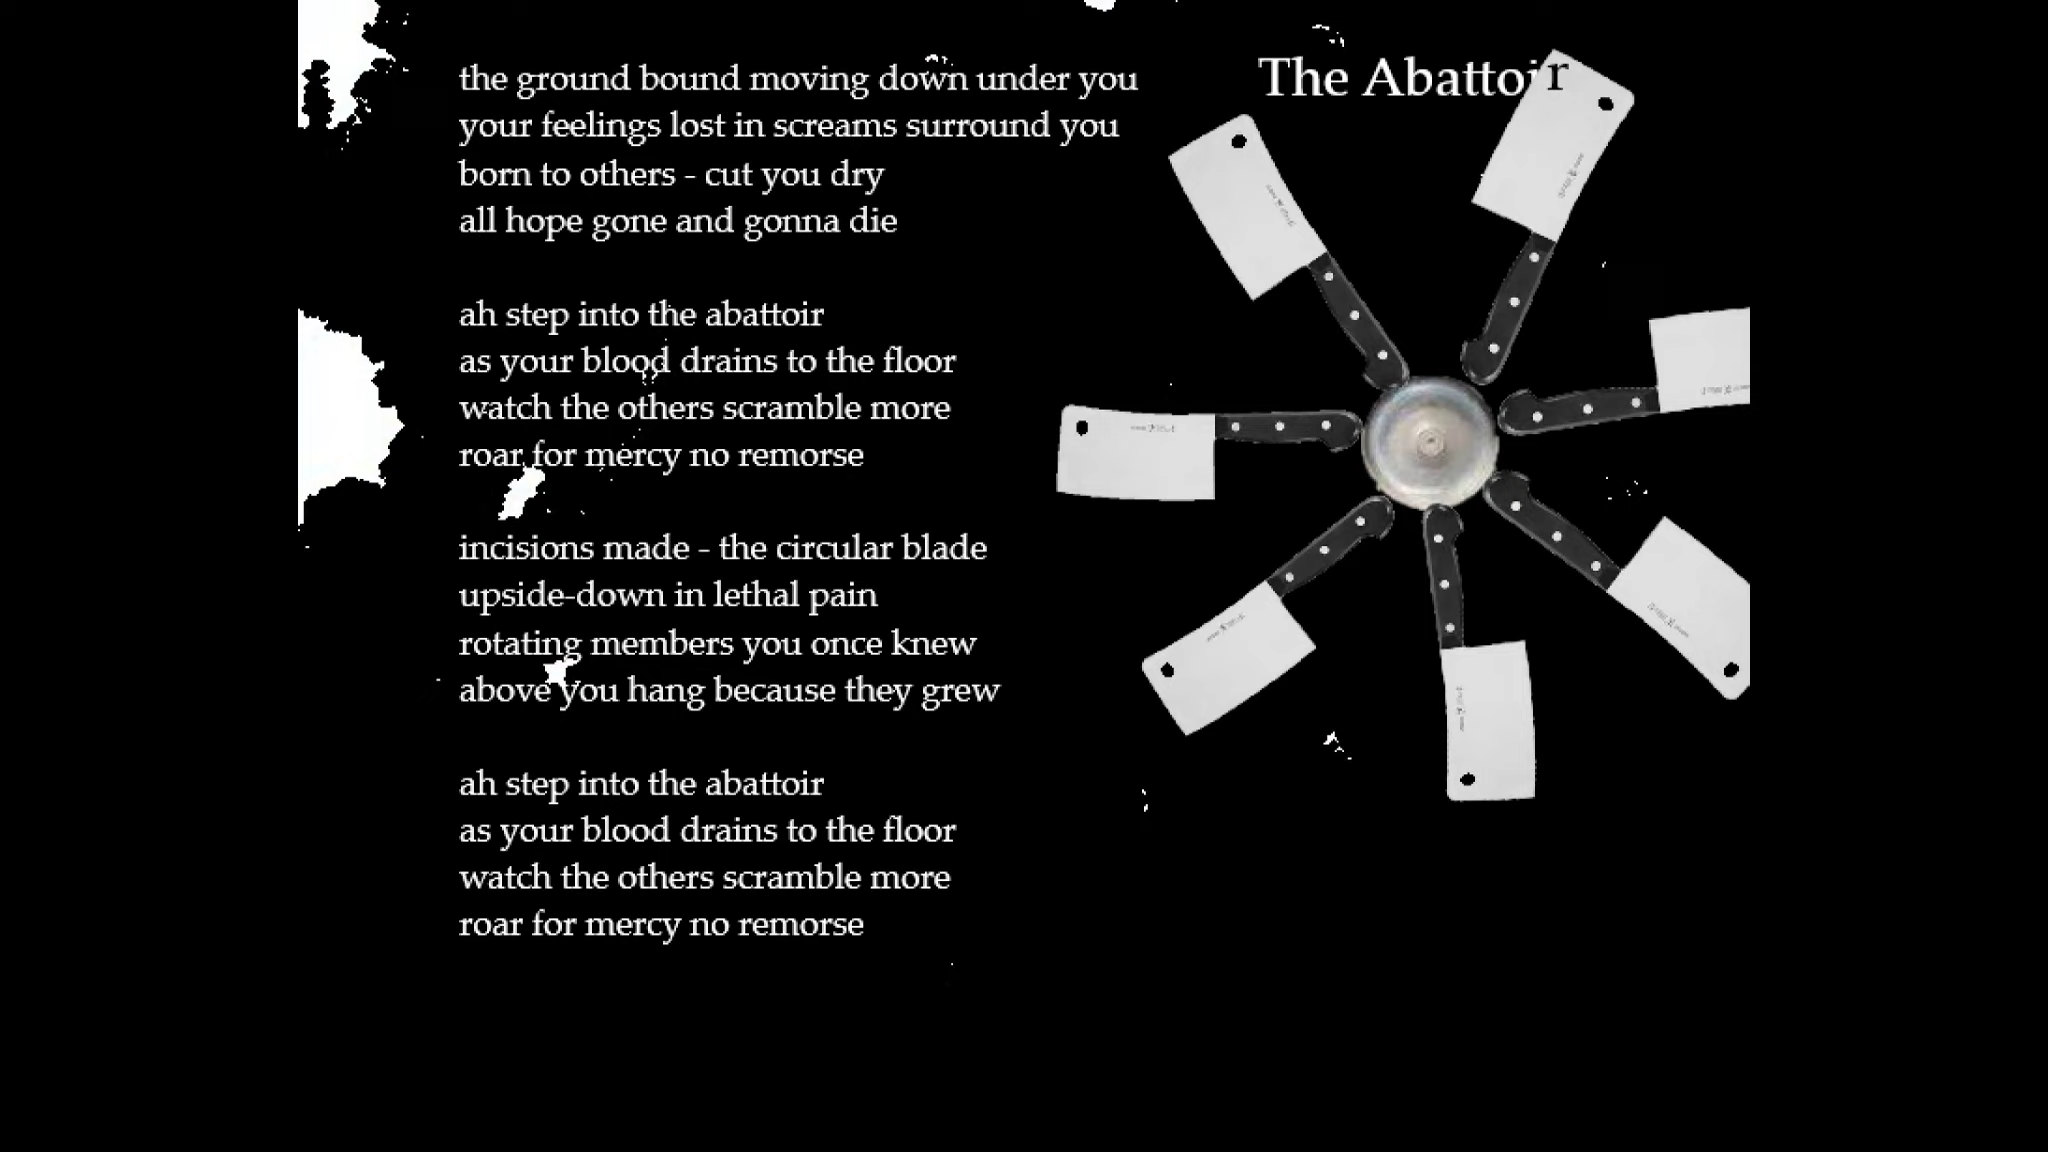 The Abattoir
the ground bound moving down under you
your feelings lost in screams surround you
born to others - cut you dry
all hope gone and gonna die
ah step into the abattoir
as your blood drains to the floor
watch the others scramble more
roar for mercy no remorse
incisions made - the circular blade
upside-down in lethal pain
rotating members you once knew
above you hang because they grew
ah step into the abattoir
as your blood drains to the floor
watch the others scramble more
roar for mercy no remorse